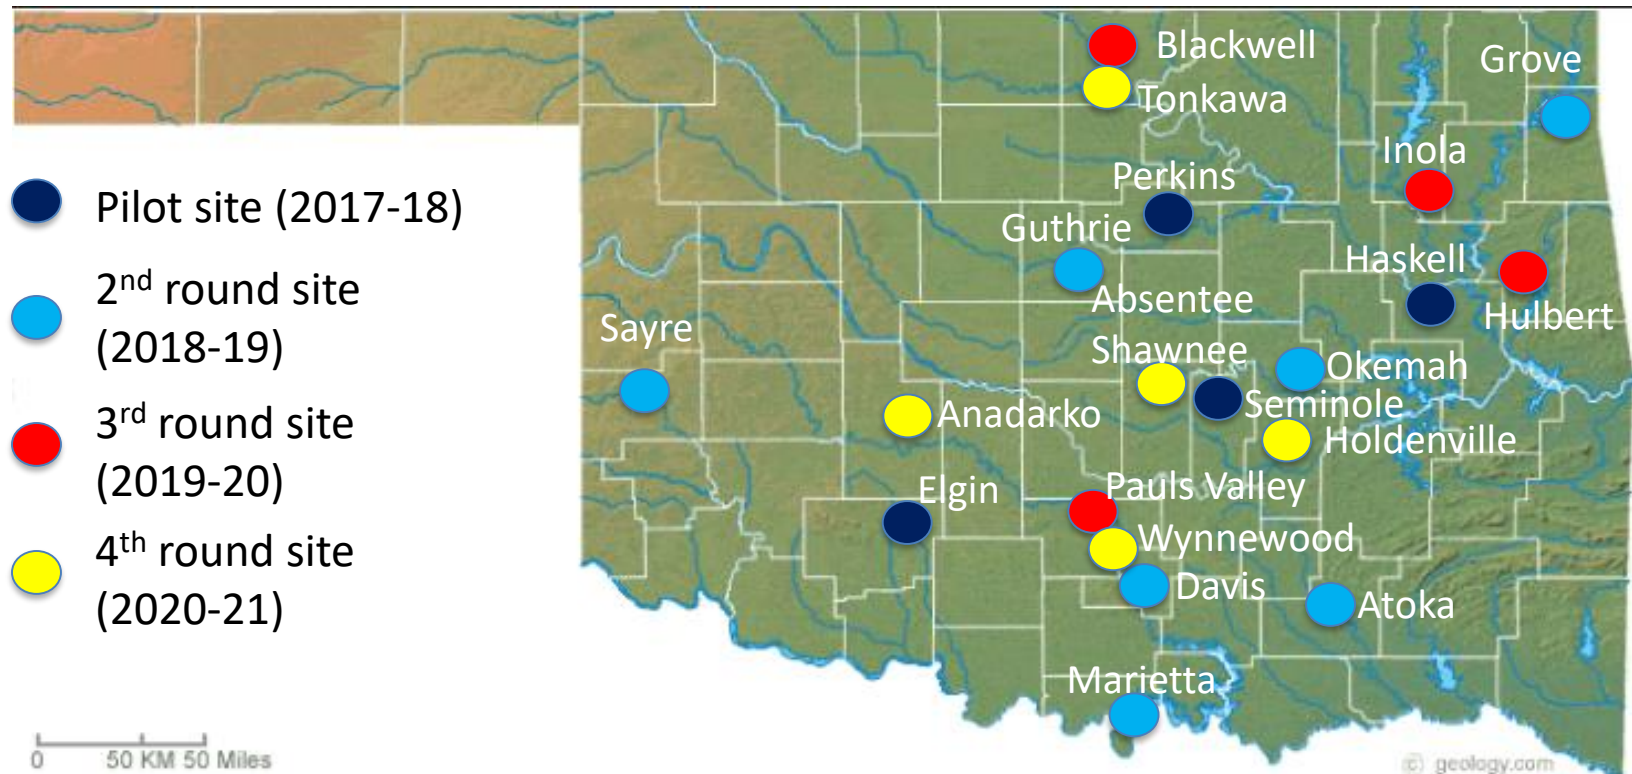 Blackwell
Grove
Tonkawa
Inola
Perkins
Pilot site (2017-18)
Guthrie
Haskell
2nd round site
(2018-19)
Absentee
Shawnee
Hulbert
Sayre
Okemah
Seminole
Anadarko
3rd round site
(2019-20)
Holdenville
Elgin
Pauls Valley
Wynnewood
4th round site
(2020-21)
Davis
Atoka
Marietta
0 50 KM 50 Miles
© geology.com